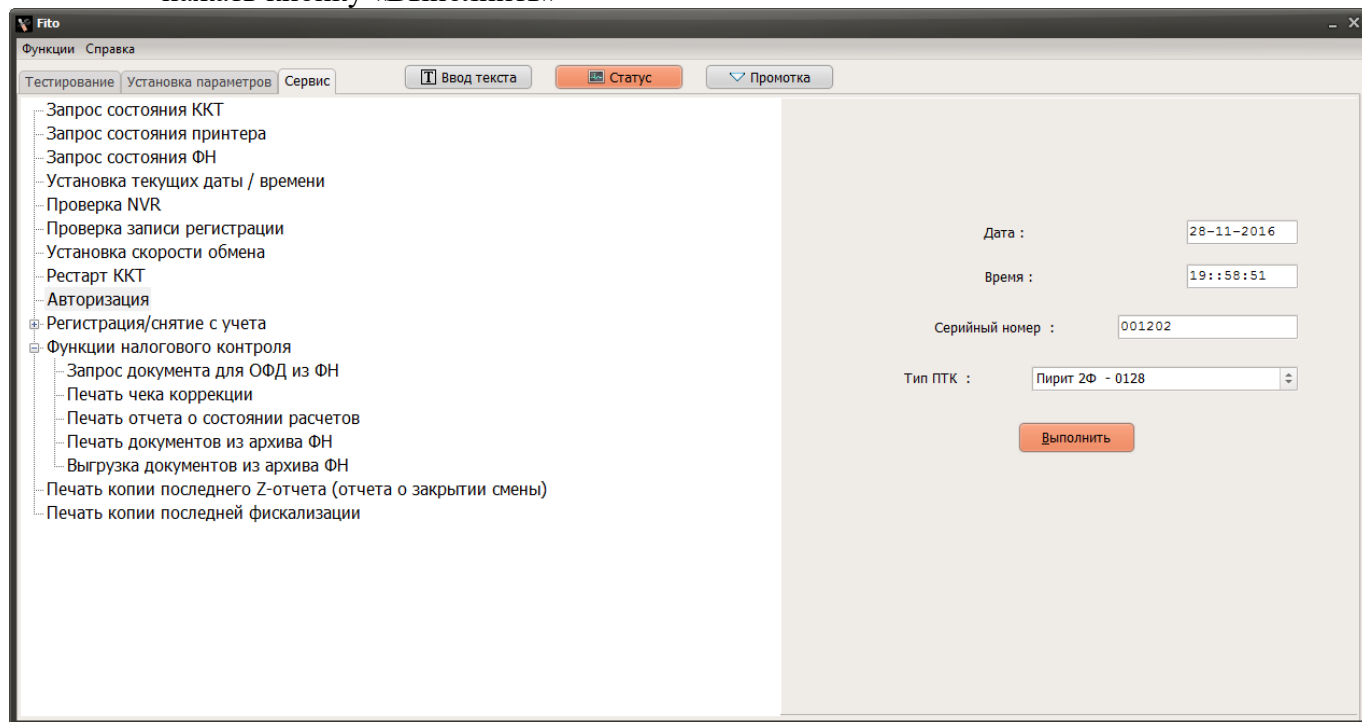 нажать кнопку «Выполнить»
Fito
Функции Справка
Тестирование Установка параметров Сервис Ввод текста Статус Промотка
Запрос состояния ККТ
Запрос состояния принтера
Запрос состояния ФН
Установка текущих даты / времени
Проверка NVR
Проверка записи регистрации
Установка скорости обмена
Рестарт ККТ
Авторизация
Регистрация/снятие с учета
Функции налогового контроля
Запрос документа для ОФД из ФН
Печать чека коррекции
Печать отчета о состоянии расчетов
Печать документов из архива ФН
Выгрузка документов из архива ФН
Печать копии последнего Z-отчета (отчета о закрытии смены)
Печать копии последней фискализации
Дата : 28-11-2016
Время : 19::58:51
Серийный номер : 001202
Тип ПТК : Пирит 2Ф - 0128
Выполнить